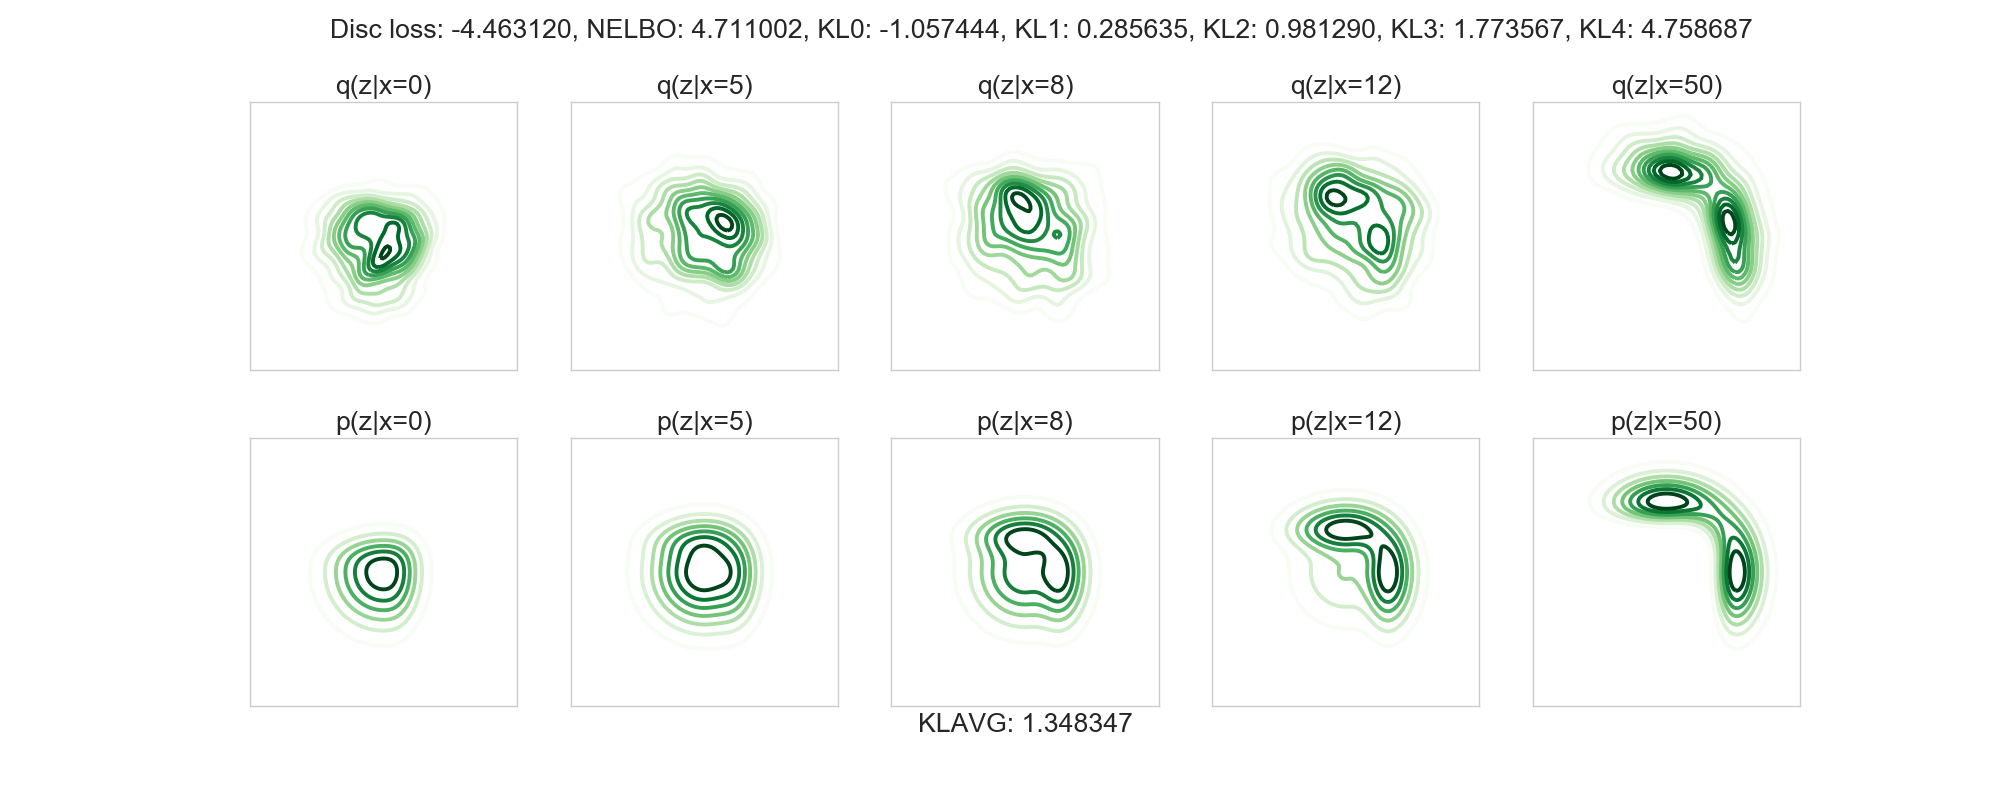 Disc loss: -4.463120, NELBO: 4.711002, KL0: -1.057444, KL1: 0.285635, KL2: 0.981290, KL3: 1.773567, KL4: 4.758687
q(z|x=0) q(z|x=5) q(z|x=8) q(z|x=12) q(z|x=50)
p(z|x=0) p(z|x=5) p(z|x=8) p(z|x=12) p(z|x=50)
KLAVG: 1.348347